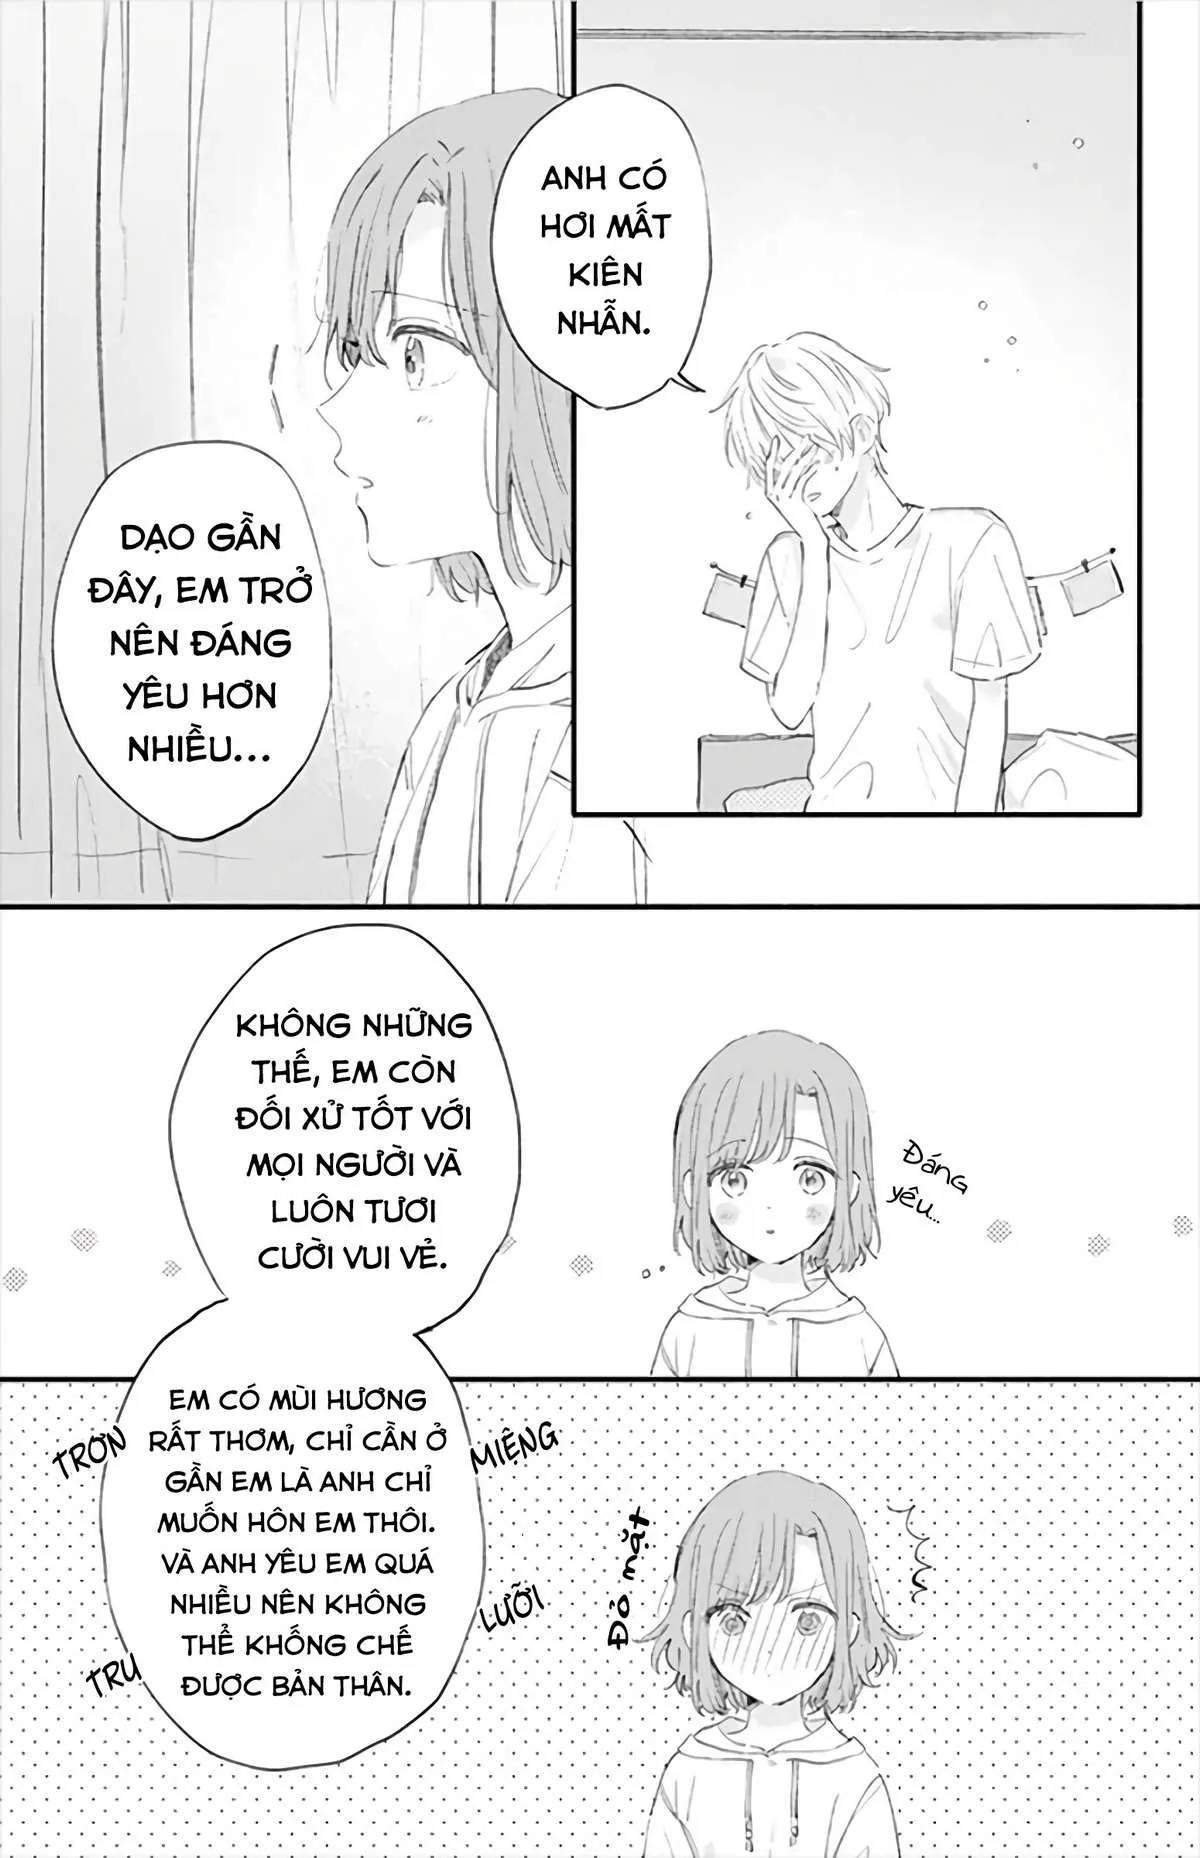 ANH CÓ
HƠI MẤT
KIÊN
NHẪN.
DẠO GẦN
ĐÂY, EM TRỞ
NÊN ĐÁNG
YÊU HƠN
NHIỀU...
KHÔNG NHỮNG
THẾ, EM CÒN
ĐỐI XỬ TỐT VỚI
MỌI NGƯỜI VÀ
LUÔN TƯƠI
CƯỜI VUI VẺ.
Đáng
yêu...
EM CÓ MÙI HƯƠNG
RẤT THƠM, CHỈ CẦN Ở
GẦN EM LÀ ANH CHỈ
MUỐN HÔN EM THÔI.
VÀ ANH YÊU EM QUÁ
NHIỀU NÊN KHÔNG
THỂ KHỐNG CHẾ
ĐƯỢC BẢN THÂN.
TRƠN
TRU
MIỆNG
LƯỠI
Đỏ mặt